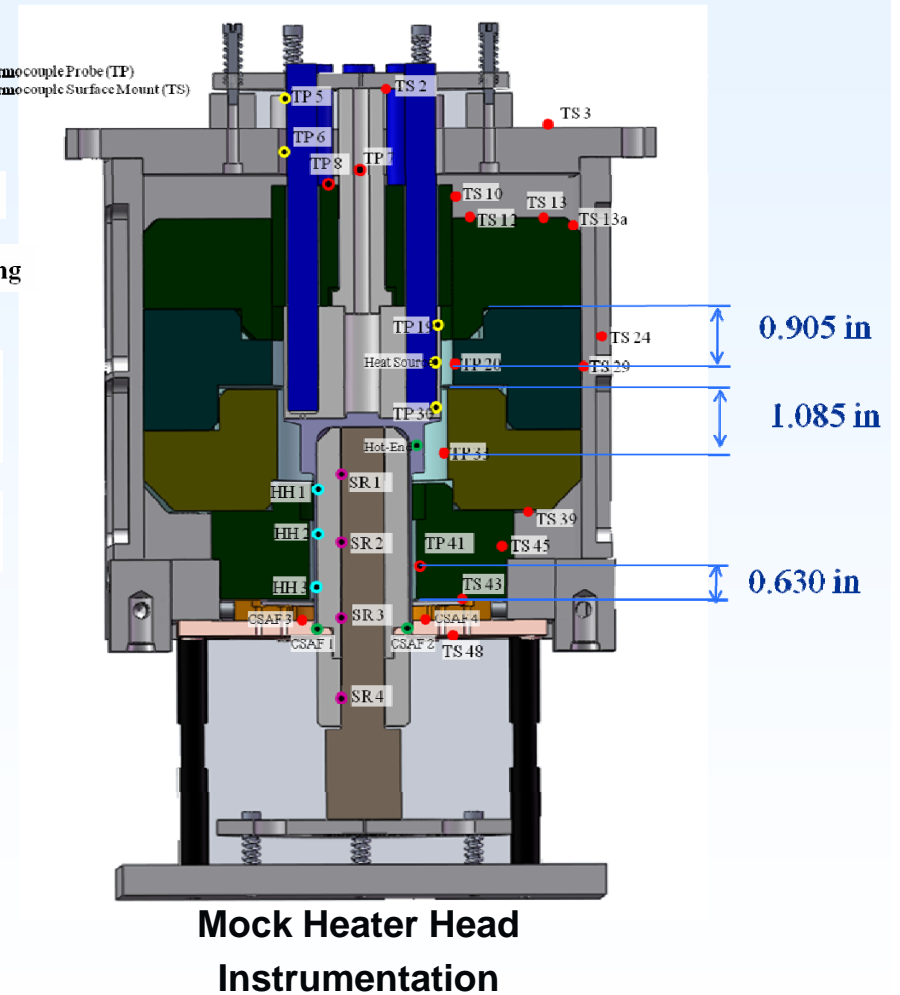 rmocouple Probe (TP)
rmocouple Surface Mount (TS)
TP 5
TS 2
TS 3
TP 6
TP 8
TP 7
TS 10
TS 12
TS 13
TS 13a
ng
TP 19
0.905 in
TS 24
Heat Source
TP 20
TS 29
TP 30
1.085 in
Hot-End
TP 33
SR 1
HH 1
TS 39
HH 2
SR 2
TP 41
TS 45
HH 3
TS 43
0.630 in
CSAF 3
SR 3
CSAF 4
CSAF 1
CSAF 2
TS 48
SR 4
Mock Heater Head
Instrumentation